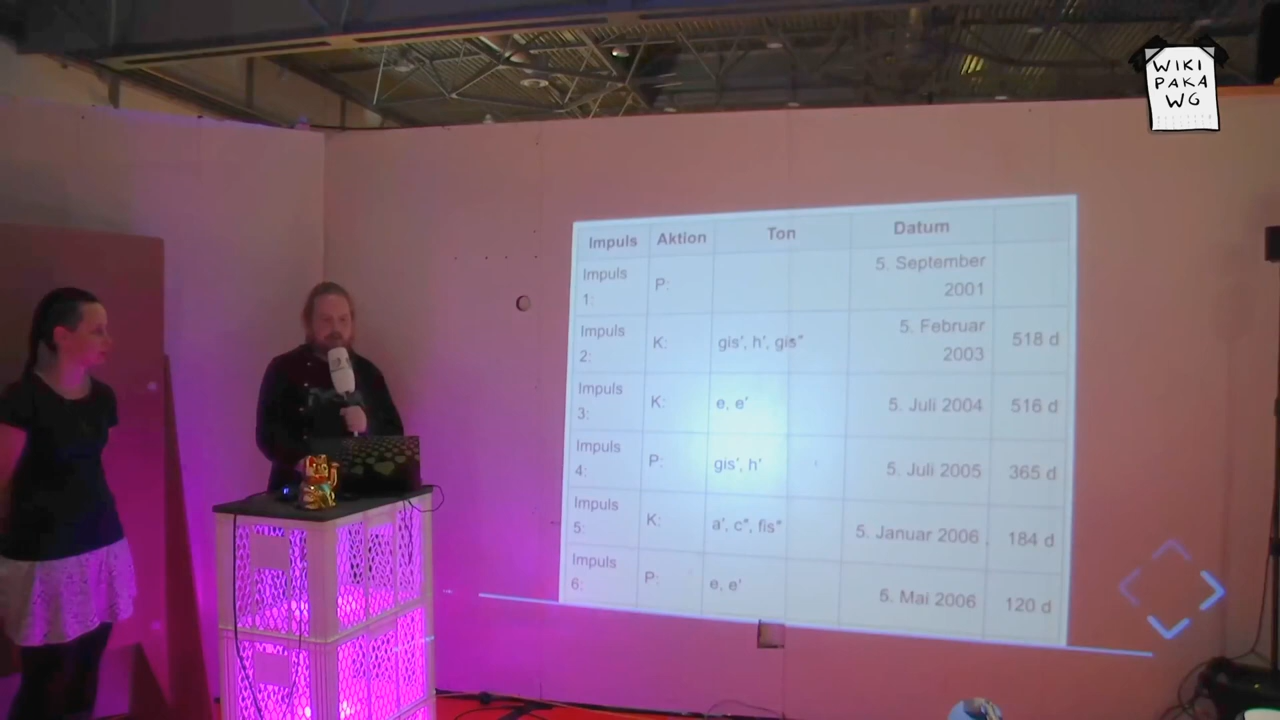 WIKI
PAKA
WG
Impuls Aktion Ton Datum
Impuls 1: P: 5. September 2001
Impuls 2: K: gis', h', gis" 5. Februar 2003 518 d
Impuls 3: K: e, e' 5. Juli 2004 516 d
Impuls 4: P: gis', h' 5. Juli 2005 365 d
Impuls 5: K: a', c", fis" 5. Januar 2006 184 d
Impuls 6: P: e, e' 5. Mai 2006 120 d